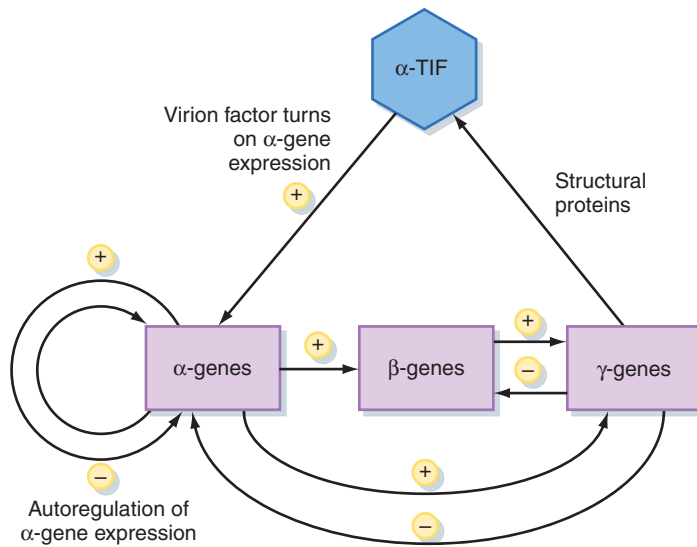 α-TIF
Virion factor turns
on α-gene
expression
+
Structural
proteins
+
α-genes
+
β-genes
+
−
γ-genes
−
Autoregulation of
α-gene expression
+
−